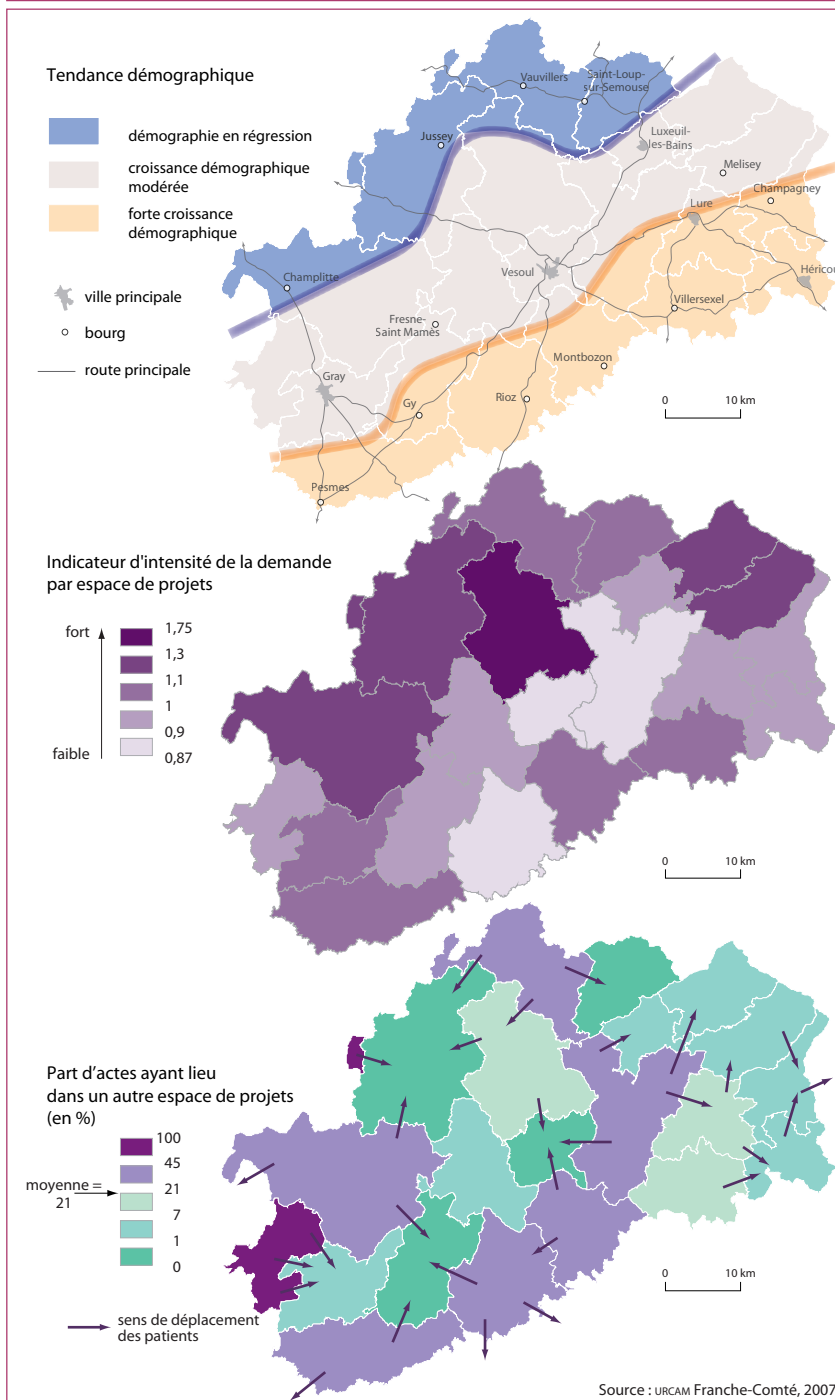 Tendance démographique
démographie en régression
croissance démographique
modérée
forte croissance
démographique
ville principale
bourg
route principale
Vauvillers
Saint-Loup-
sur-Semouse
Jussey
Luxeuil-
les-Bains
Melisey
Champagney
Lure
Champlitte
Vesoul
Héricou
Villersexel
Fresne-
Saint Mamès
Montbozon
Gray
Gy
Rioz
Pesmes
0 10 km
Indicateur d'intensité de la demande
par espace de projets
fort
faible
1,75
1,3
1,1
1
0,9
0,87
0 10 km
Part d'actes ayant lieu
dans un autre espace de projets
(en %)
100
45
21
7
1
0
moyenne =
21
sens de déplacement
des patients
0 10 km
Source : URCAM Franche-Comté, 2007